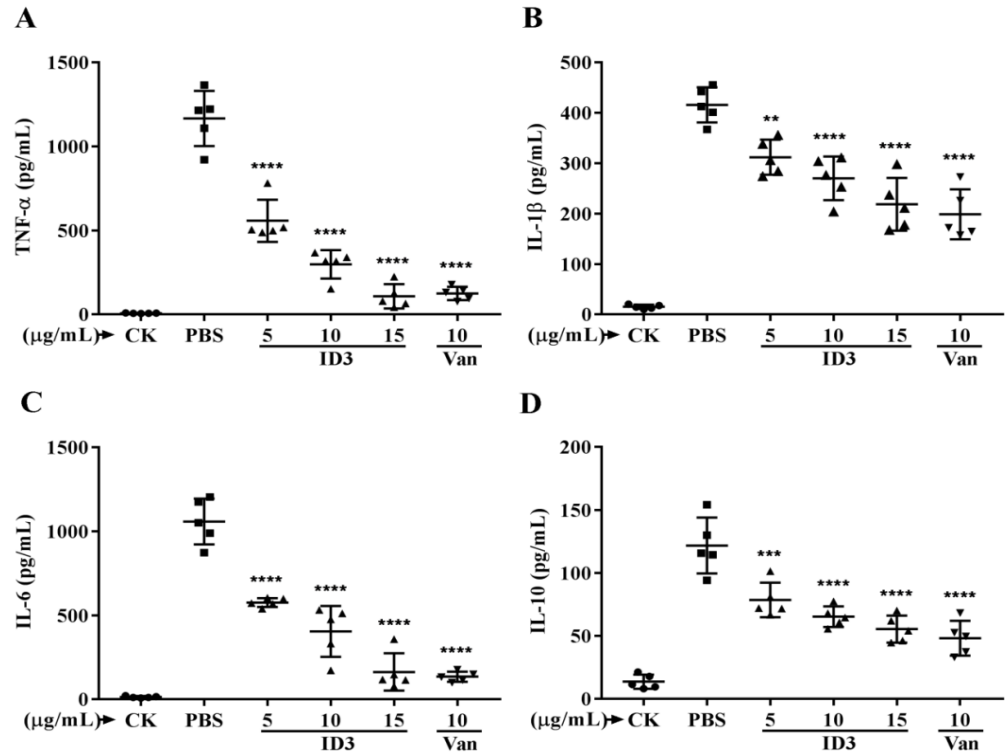 A
TNF-α (pg/mL)
1500
1000
500
0
****
****
****
****
(μg/mL) CK PBS 5 10 15 10
ID3 Van
B
IL-1β (pg/mL)
500
400
300
200
100
0
**
****
****
****
(μg/mL) CK PBS 5 10 15 10
ID3 Van
C
IL-6 (pg/mL)
1500
1000
500
0
****
****
****
****
(μg/mL) CK PBS 5 10 15 10
ID3 Van
D
IL-10 (pg/mL)
200
150
100
50
0
***
****
****
****
(μg/mL) CK PBS 5 10 15 10
ID3 Van